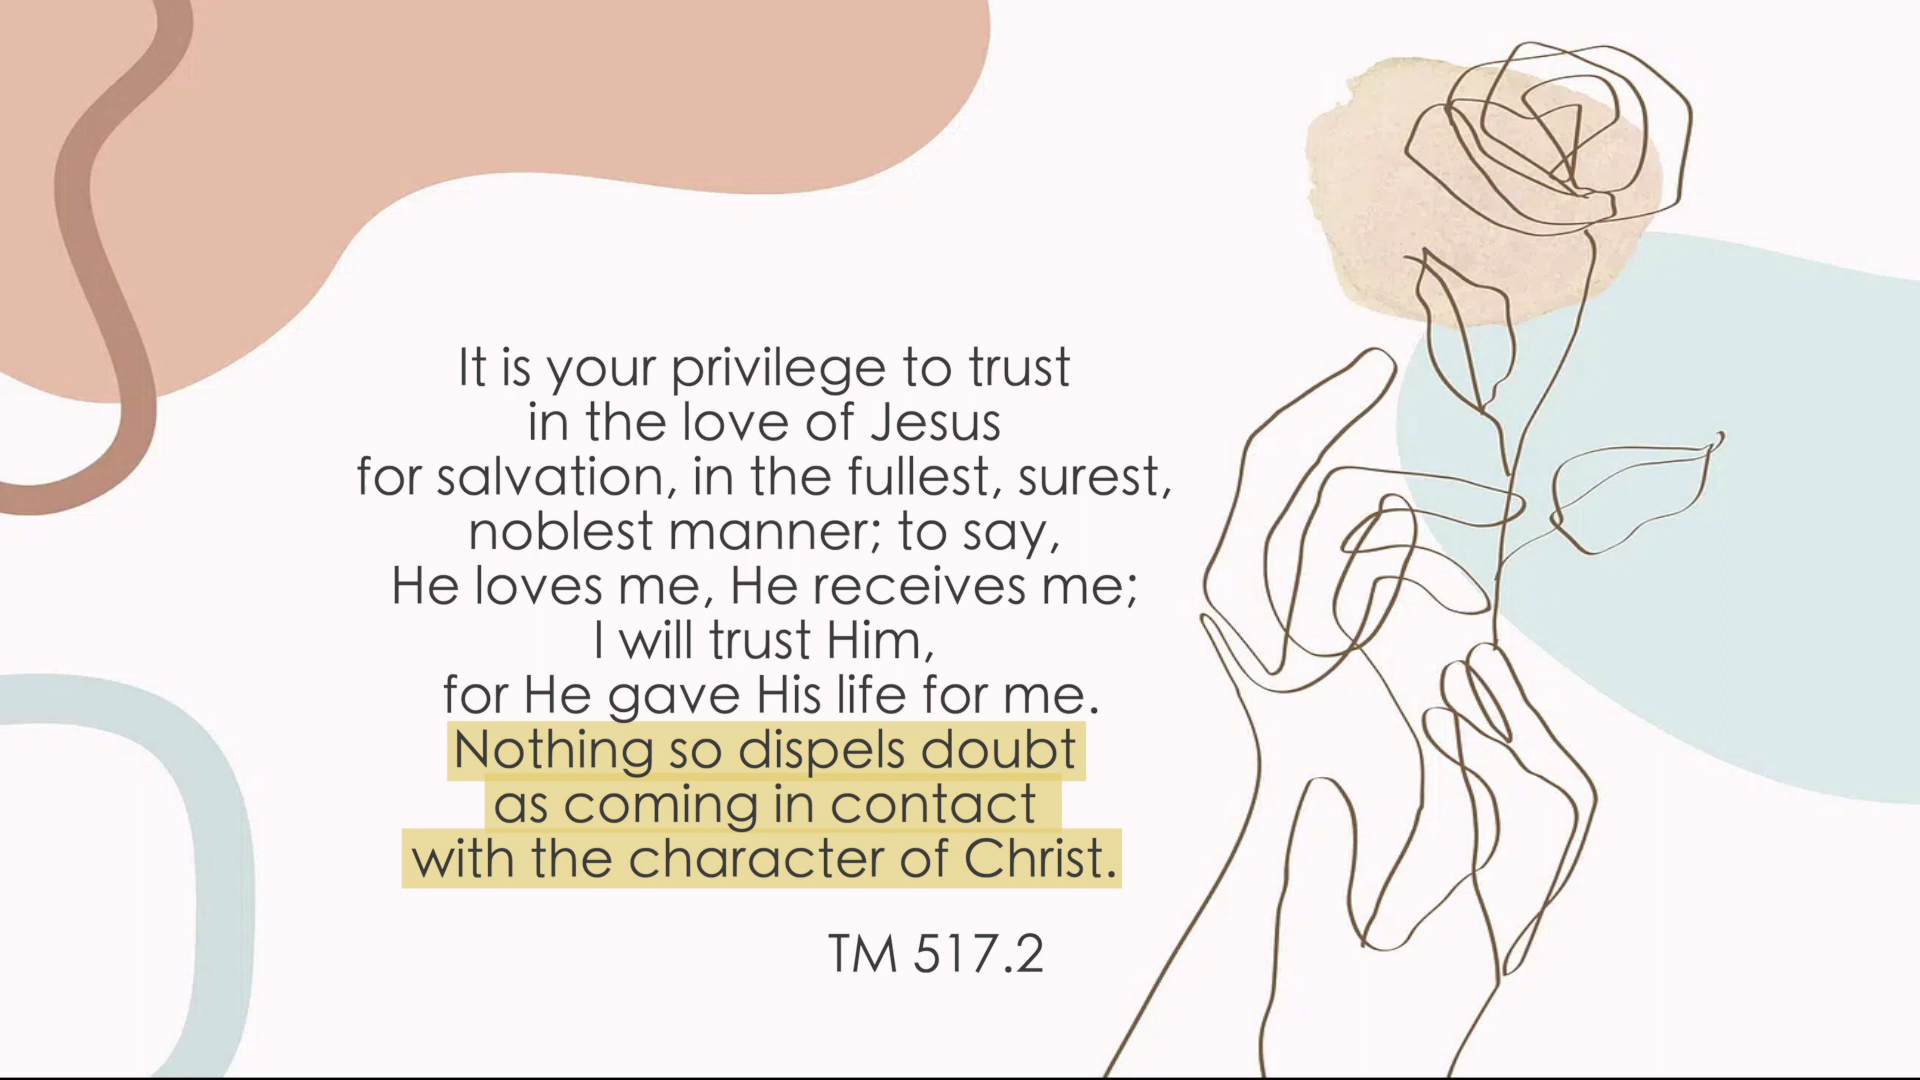 It is your privilege to trust
in the love of Jesus
for salvation, in the fullest, surest,
noblest manner; to say,
He loves me, He receives me;
I will trust Him,
for He gave His life for me.
Nothing so dispels doubt
as coming in contact
with the character of Christ.
TM 517.2